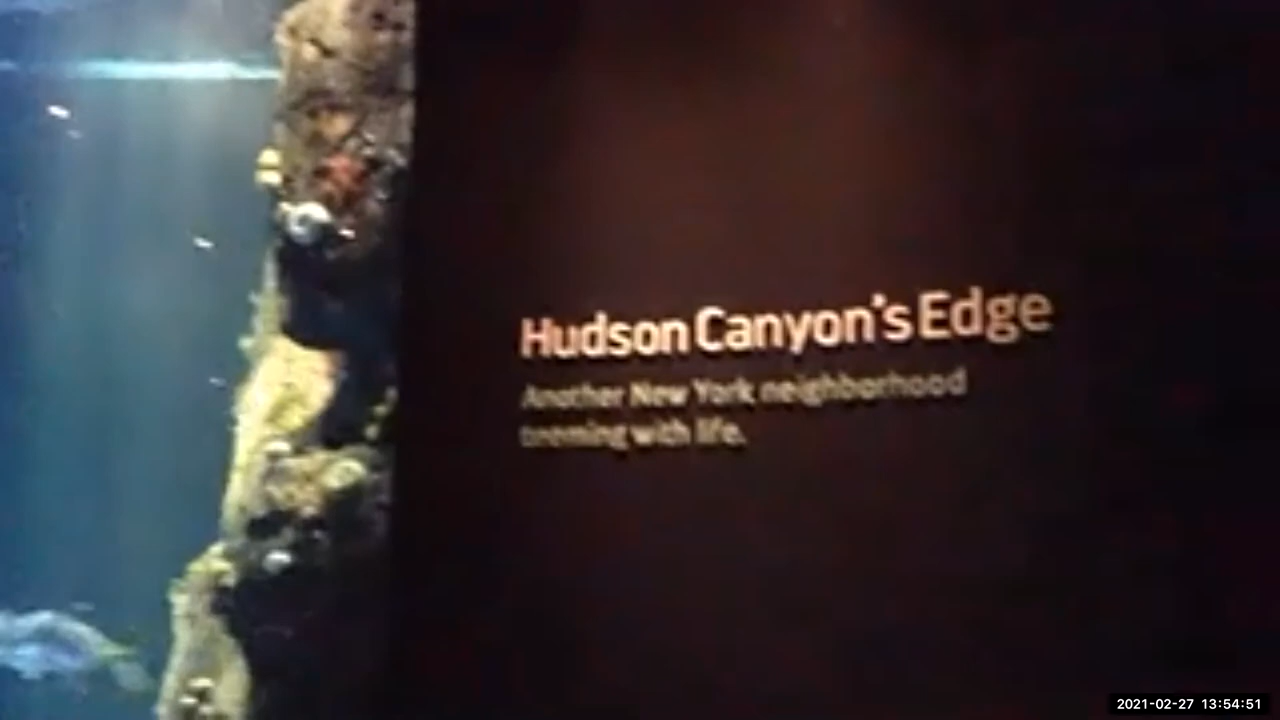 Hudson Canyon's Edge
Another New York neighborhood
teeming with life.
2021-02-27 13:54:51